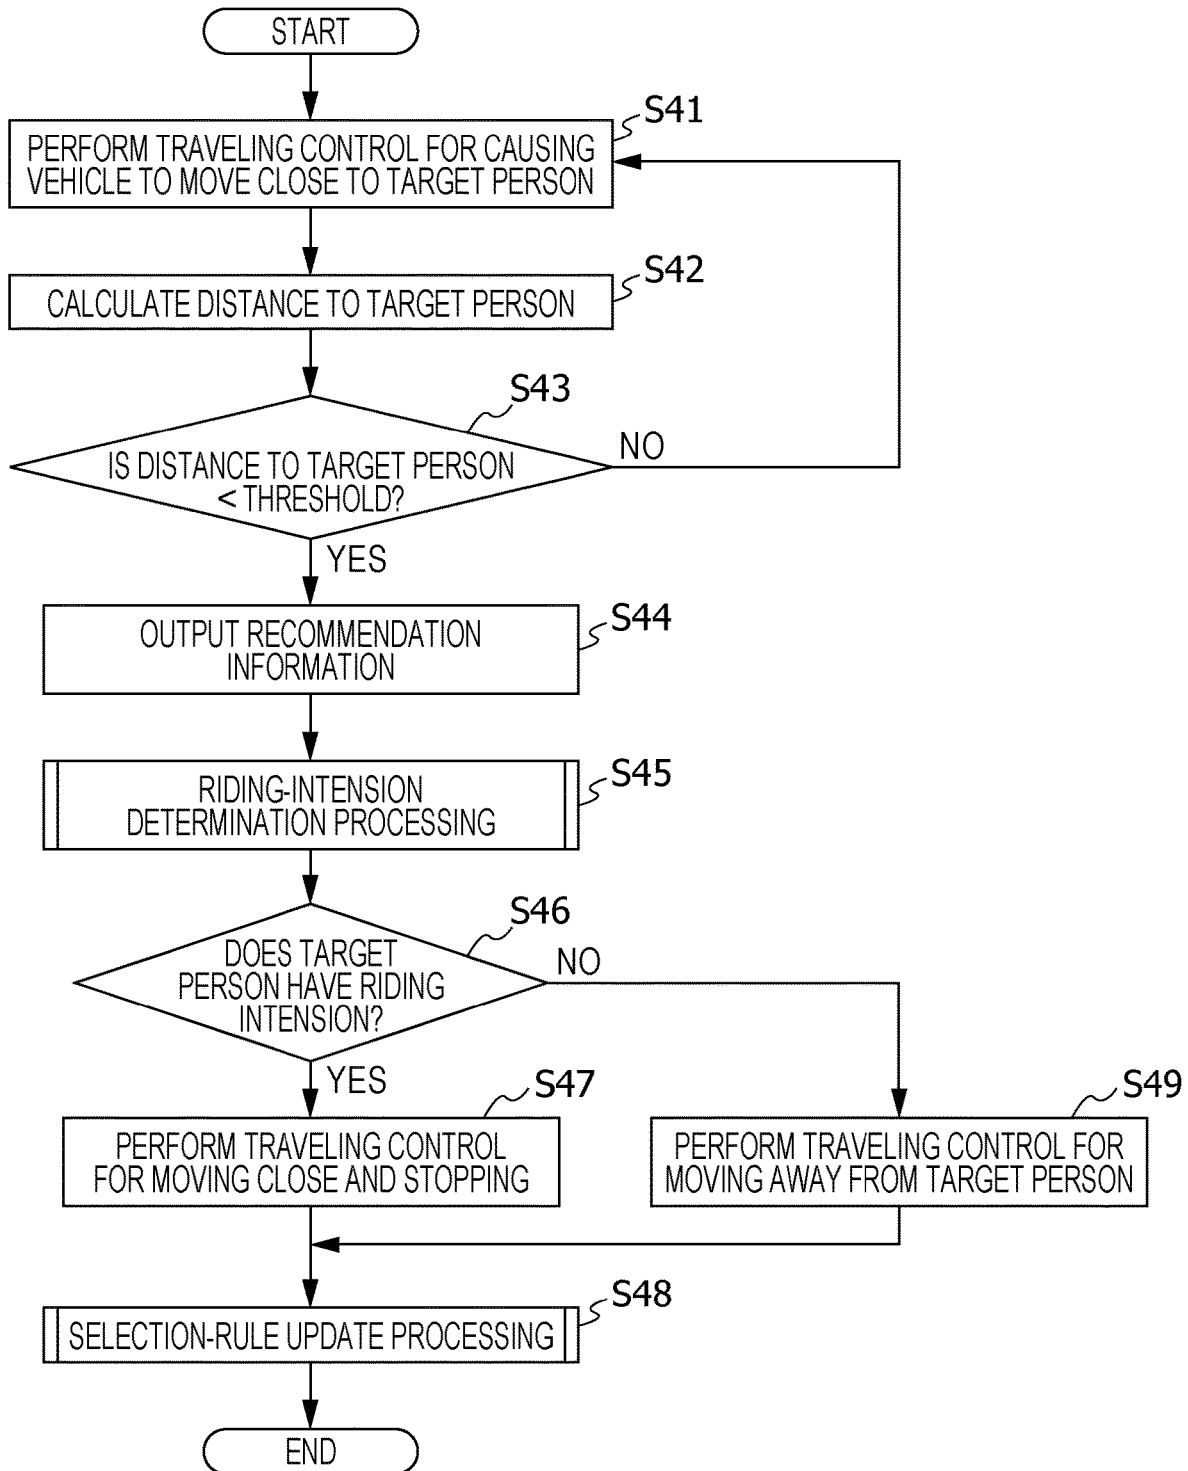 START
S41
PERFORM TRAVELING CONTROL FOR CAUSING
VEHICLE TO MOVE CLOSE TO TARGET PERSON
S42
CALCULATE DISTANCE TO TARGET PERSON
S43
IS DISTANCE TO TARGET PERSON
< THRESHOLD?
NO
YES
S44
OUTPUT RECOMMENDATION
INFORMATION
S45
RIDING-INTENSION
DETERMINATION PROCESSING
S46
DOES TARGET
PERSON HAVE RIDING
INTENSION?
NO
YES
S47
PERFORM TRAVELING CONTROL
FOR MOVING CLOSE AND STOPPING
S49
PERFORM TRAVELING CONTROL FOR
MOVING AWAY FROM TARGET PERSON
S48
SELECTION-RULE UPDATE PROCESSING
END